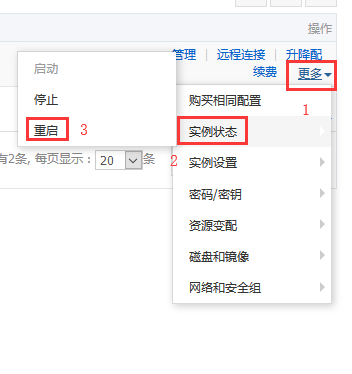 操作
管理 | 远程连接 | 升降配
续费 更多
启动
停止
重启 3
购买相同配置 1
实例状态
2 实例设置
密码/密钥
资源变配
磁盘和镜像
网络和安全组
有2条, 每页显示: 20 条